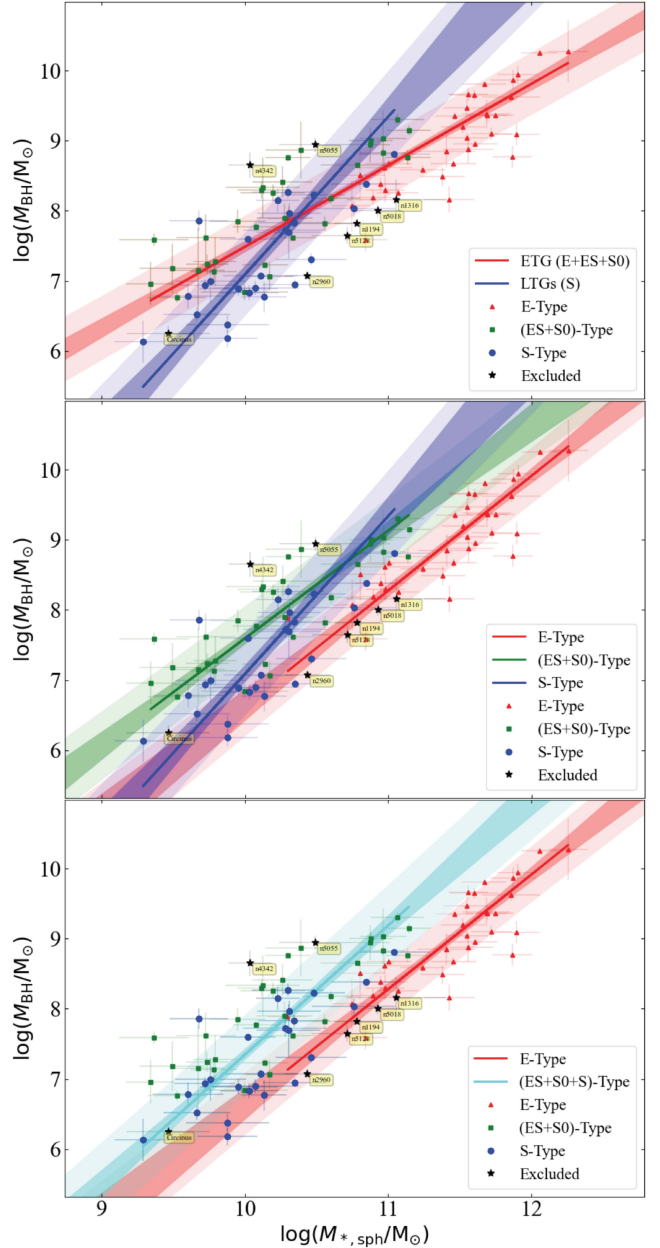 log(M_BH/M_⊙)
10
9
8
7
6
n5055
n4342
n1316
n5018
n1194
n5128
n2960
Circinus
ETG (E+ES+S0)
LTGs (S)
E-Type
(ES+S0)-Type
S-Type
Excluded
log(M_BH/M_⊙)
10
9
8
7
6
n5055
n4342
n1316
n5018
n1194
n5128
n2960
Circinus
E-Type
(ES+S0)-Type
S-Type
E-Type
(ES+S0)-Type
S-Type
Excluded
log(M_BH/M_⊙)
10
9
8
7
6
n5055
n4342
n1316
n5018
n1194
n5128
n2960
Circinus
E-Type
(ES+S0+S)-Type
E-Type
(ES+S0)-Type
S-Type
Excluded
9 10 11 12
log(M_*,sph/M_⊙)